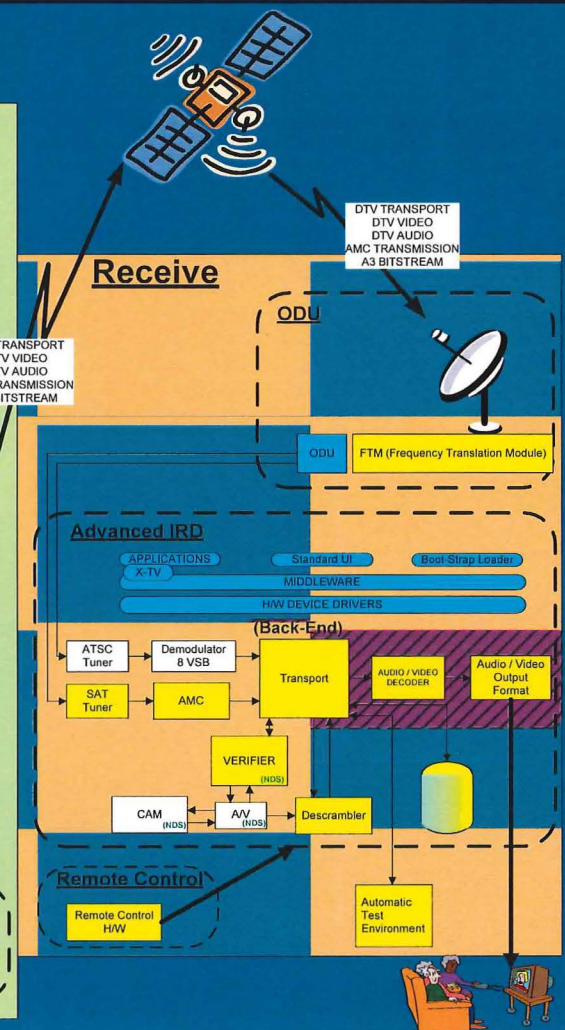 DTV TRANSPORT
DTV VIDEO
DTV AUDIO
AMC TRANSMISSION
A3 BITSTREAM
Receive
ODU
TRANSPORT
TV VIDEO
V AUDIO
RANSMISSION
ITSTREAM
ODU
FTM (Frequency Translation Module)
Advanced IRD
APPLICATIONS
Standard UI
Boot-Strap Loader
X-TV
MIDDLEWARE
H/W DEVICE DRIVERS
(Back-End)
ATSC
Tuner
Demodulator
8 VSB
Transport
AUDIO / VIDEO
DECODER
Audio / Video
Output
Format
SAT
Tuner
AMC
VERIFIER
(NDS)
CAM
(NDS)
A/V
(NDS)
Descrambler
Remote Control
Remote Control
H/W
Automatic
Test
Environment